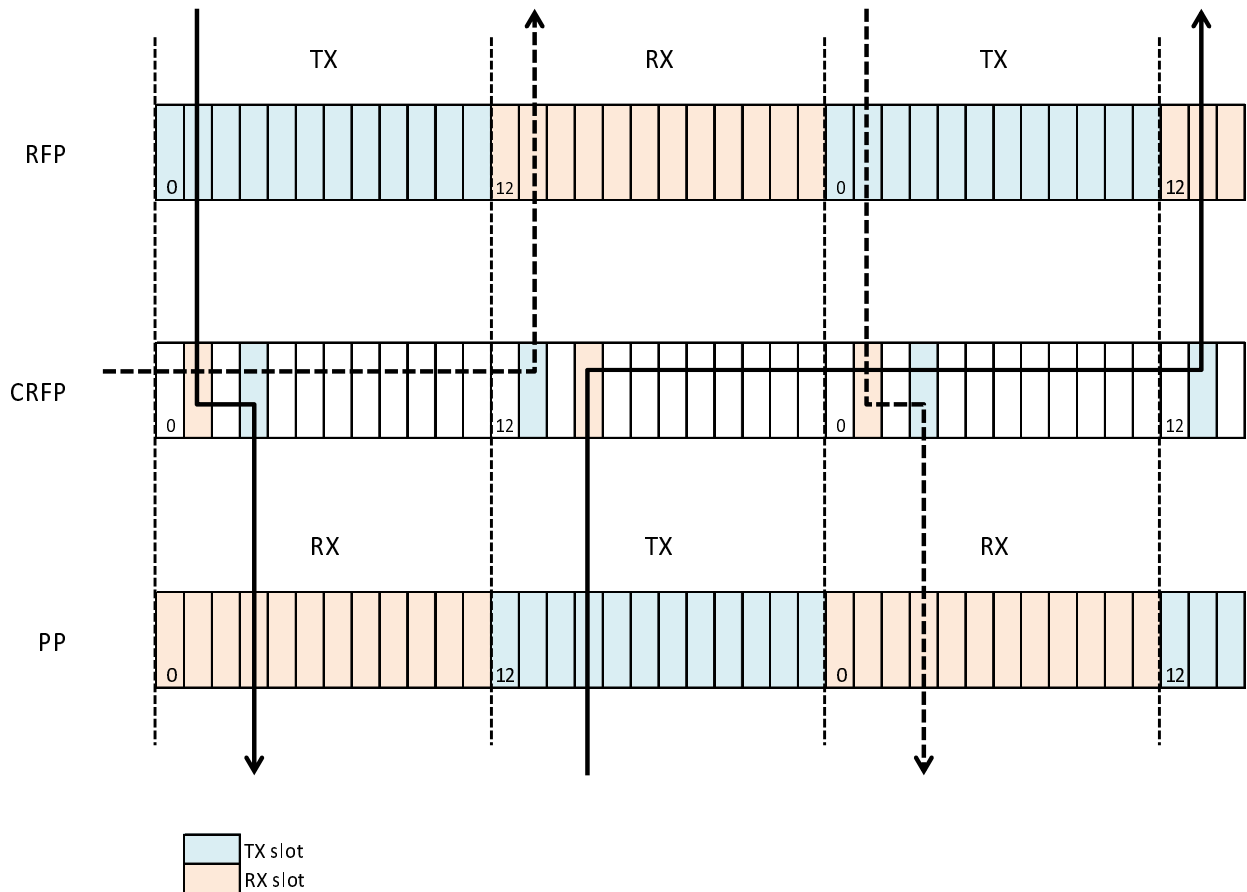 TX RX TX
RFP
0 12 0 12
CRFP
0 12 0 12
RX TX RX
PP
0 12 0 12
TX slot
RX slot